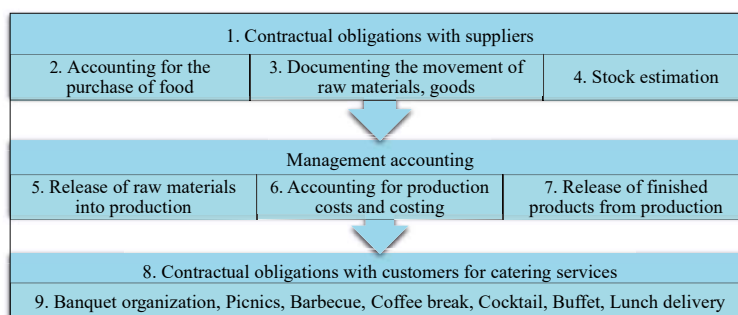 1. Contractual obligations with suppliers
2. Accounting for the
purchase of food
3. Documenting the movement of
raw materials, goods
4. Stock estimation
Management accounting
5. Release of raw materials
into production
6. Accounting for production
costs and costing
7. Release of finished
products from production
8. Contractual obligations with customers for catering services
9. Banquet organization, Picnics, Barbecue, Coffee break, Cocktail, Buffet, Lunch delivery